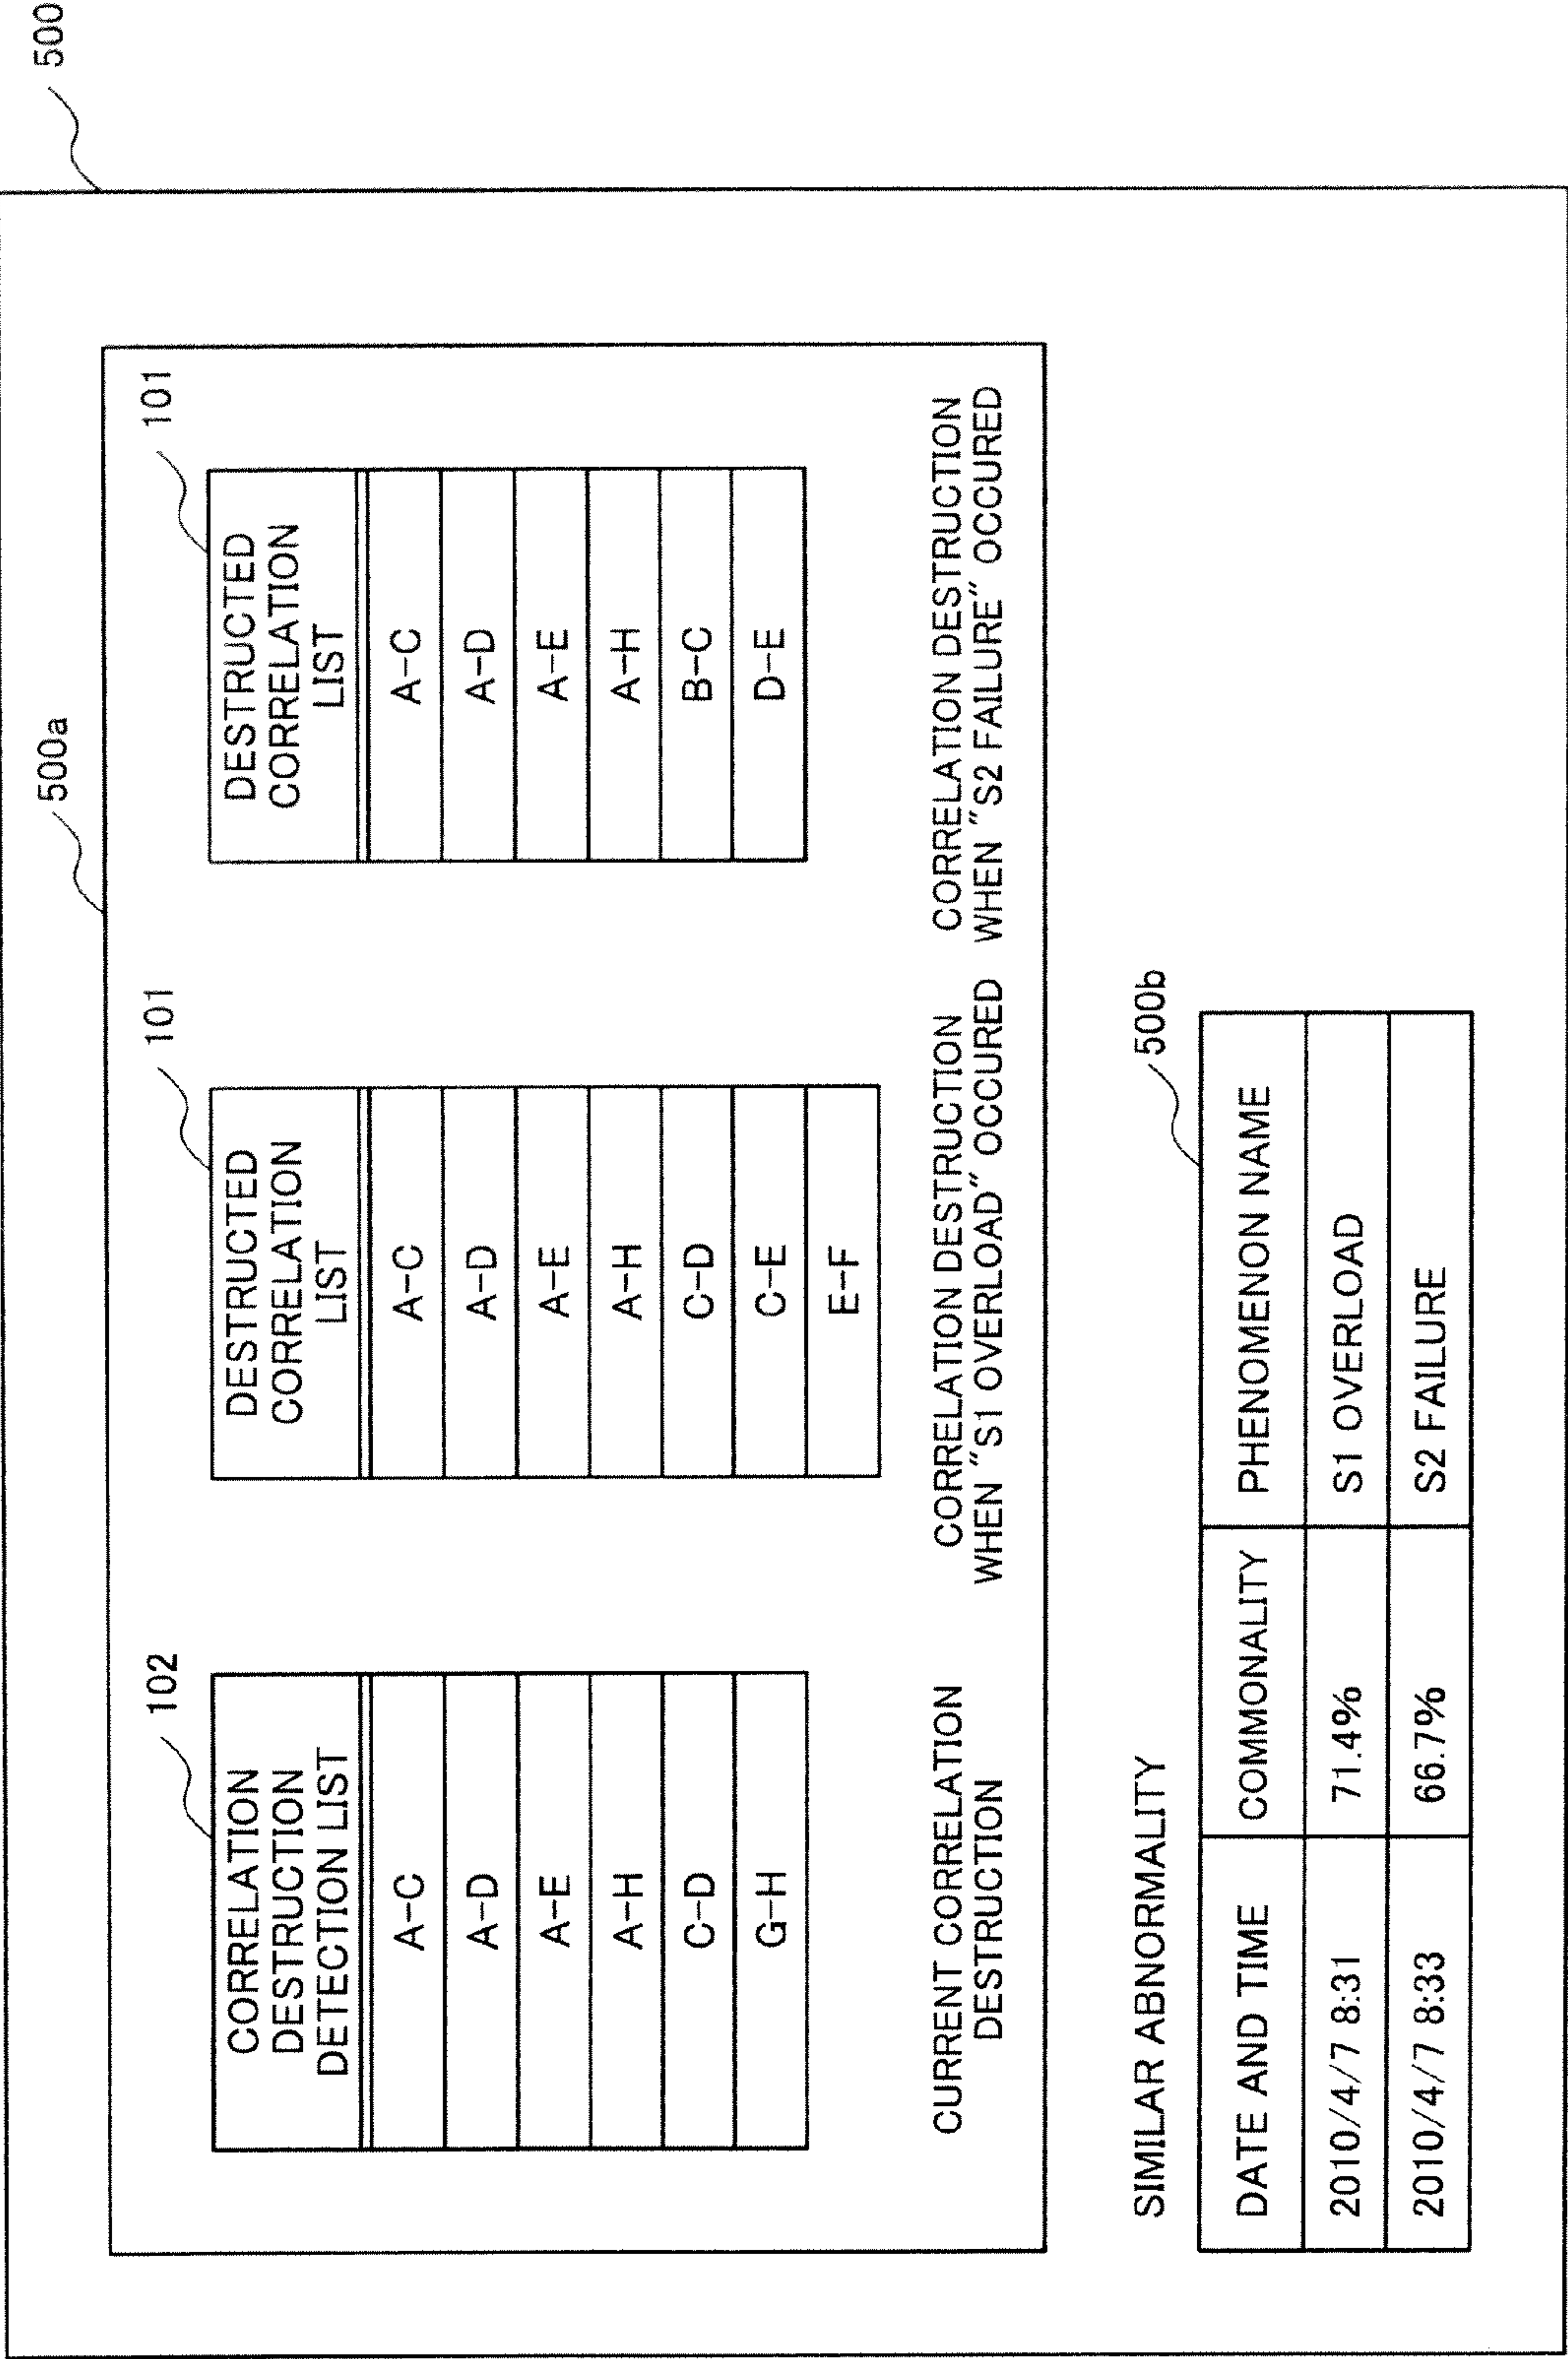 500
500a
102
CORRELATION
DESTRUCTION
DETECTION LIST
A-C
A-D
A-E
A-H
C-D
G-H
CURRENT CORRELATION
DESTRUCTION
101
DESTRUCTED
CORRELATION
LIST
A-C
A-D
A-E
A-H
C-D
C-E
E-F
CORRELATION DESTRUCTION
WHEN "S1 OVERLOAD" OCCURED
101
DESTRUCTED
CORRELATION
LIST
A-C
A-D
A-E
A-H
B-C
D-E
CORRELATION DESTRUCTION
WHEN "S2 FAILURE" OCCURED
SIMILAR ABNORMALITY
500b
DATE AND TIME COMMONALITY PHENOMENON NAME
2010/4/7 8:31 71.4% S1 OVERLOAD
2010/4/7 8:33 66.7% S2 FAILURE